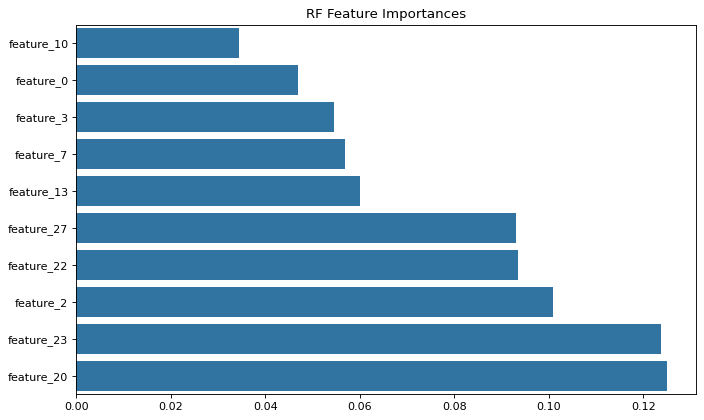 RF Feature Importances
feature_10
feature_0
feature_3
feature_7
feature_13
feature_27
feature_22
feature_2
feature_23
feature_20
0.00 0.02 0.04 0.06 0.08 0.10 0.12